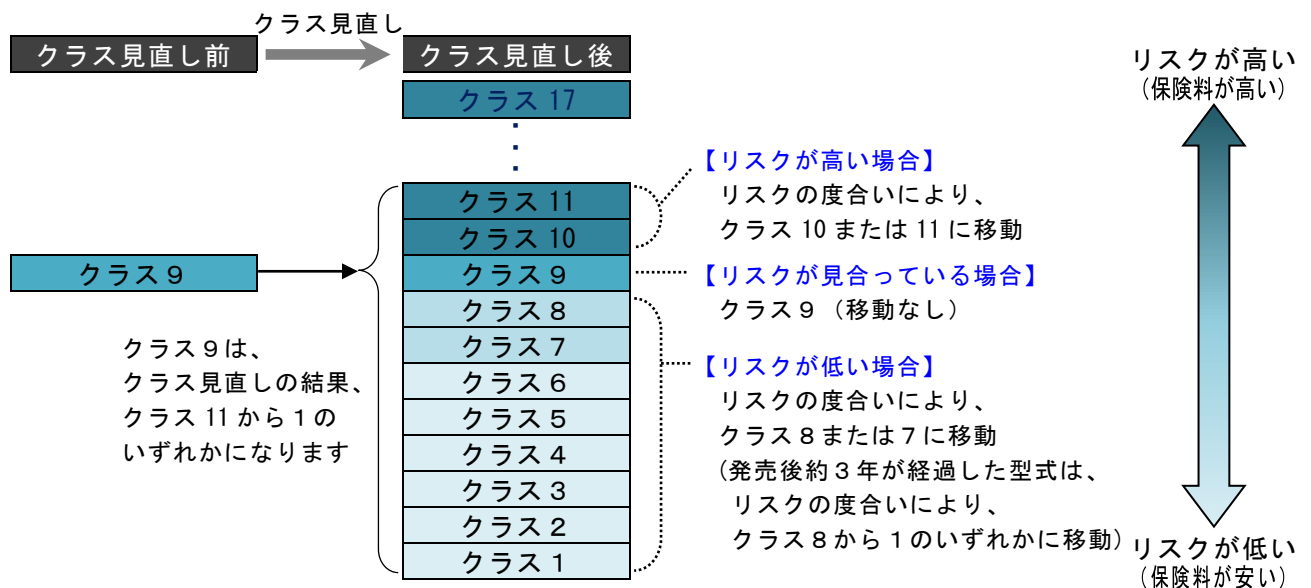 クラス見直し
クラス見直し前
クラス見直し後
クラス 17
クラス 11
クラス 10
クラス９
クラス８
クラス７
クラス６
クラス５
クラス４
クラス３
クラス２
クラス１
クラス９
クラス９は、
クラス見直しの結果、
クラス 11 から１の
いずれかになります
【リスクが高い場合】
リスクの度合いにより、
クラス 10 または 11 に移動
【リスクが見合っている場合】
クラス９（移動なし）
【リスクが低い場合】
リスクの度合いにより、
クラス８または７に移動
(発売後約３年が経過した型式は、
リスクの度合いにより、
クラス８から１のいずれかに移動)
リスクが高い
（保険料が高い）
リスクが低い
（保険料が安い）